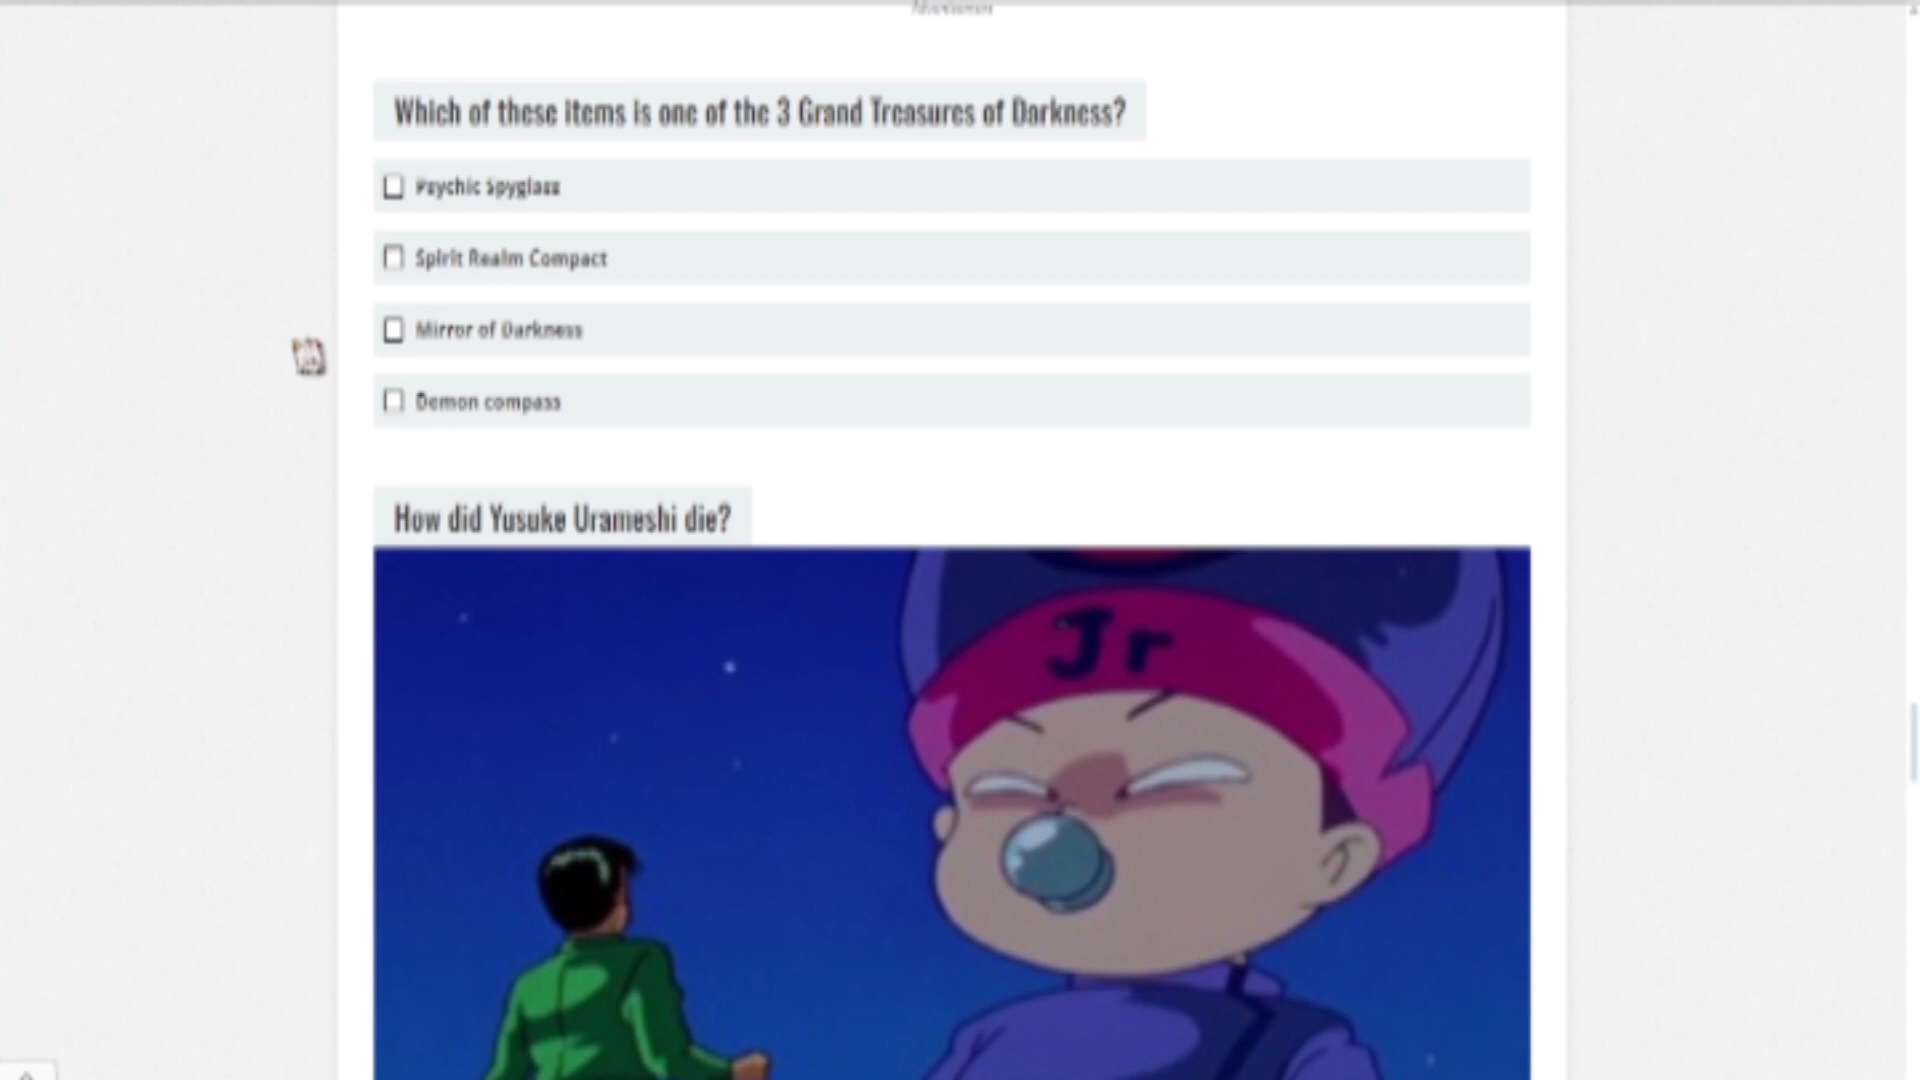 Advertisement
Which of these items is one of the 3 Grand Treasures of Darkness?
Psychic Spyglass
Spirit Realm Compact
Mirror of Darkness
Demon compass
How did Yusuke Urameshi die?
Jr